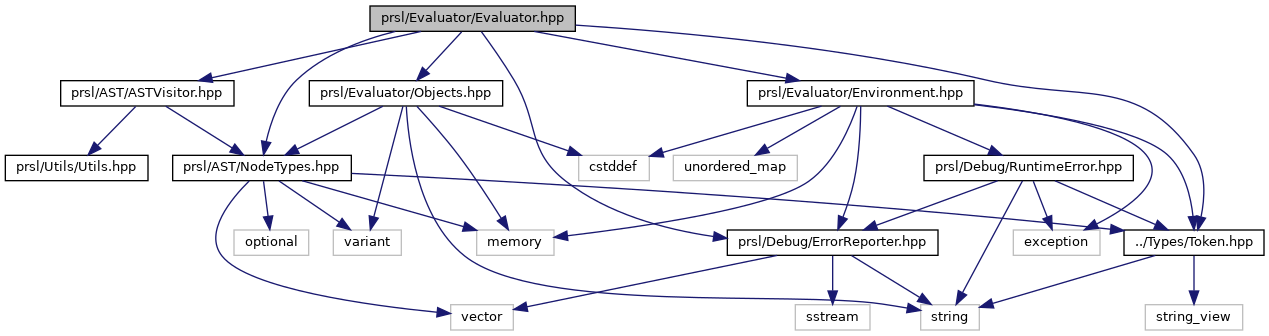 prsl/Evaluator/Evaluator.hpp
prsl/AST/ASTVisitor.hpp
prsl/Evaluator/Objects.hpp
prsl/Evaluator/Environment.hpp
prsl/Utils/Utils.hpp
prsl/AST/NodeTypes.hpp
cstddef
unordered_map
prsl/Debug/RuntimeError.hpp
optional
variant
memory
prsl/Debug/ErrorReporter.hpp
exception
../Types/Token.hpp
vector
sstream
string
string_view